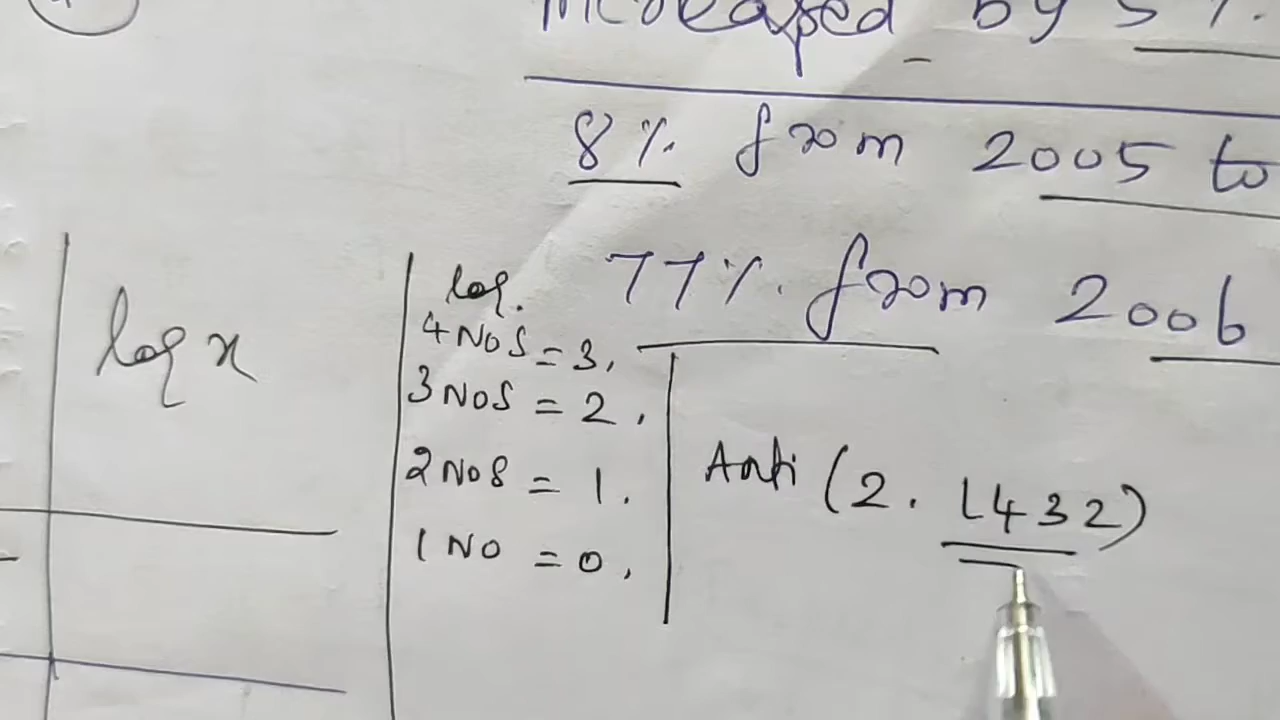 increased by 5%.
8% from 2005 to
77% from 2006
log x
log.
4 NOS = 3,
3 NOS = 2,
2 NOS = 1.
1 NO = 0,
Anti (2. 1432)